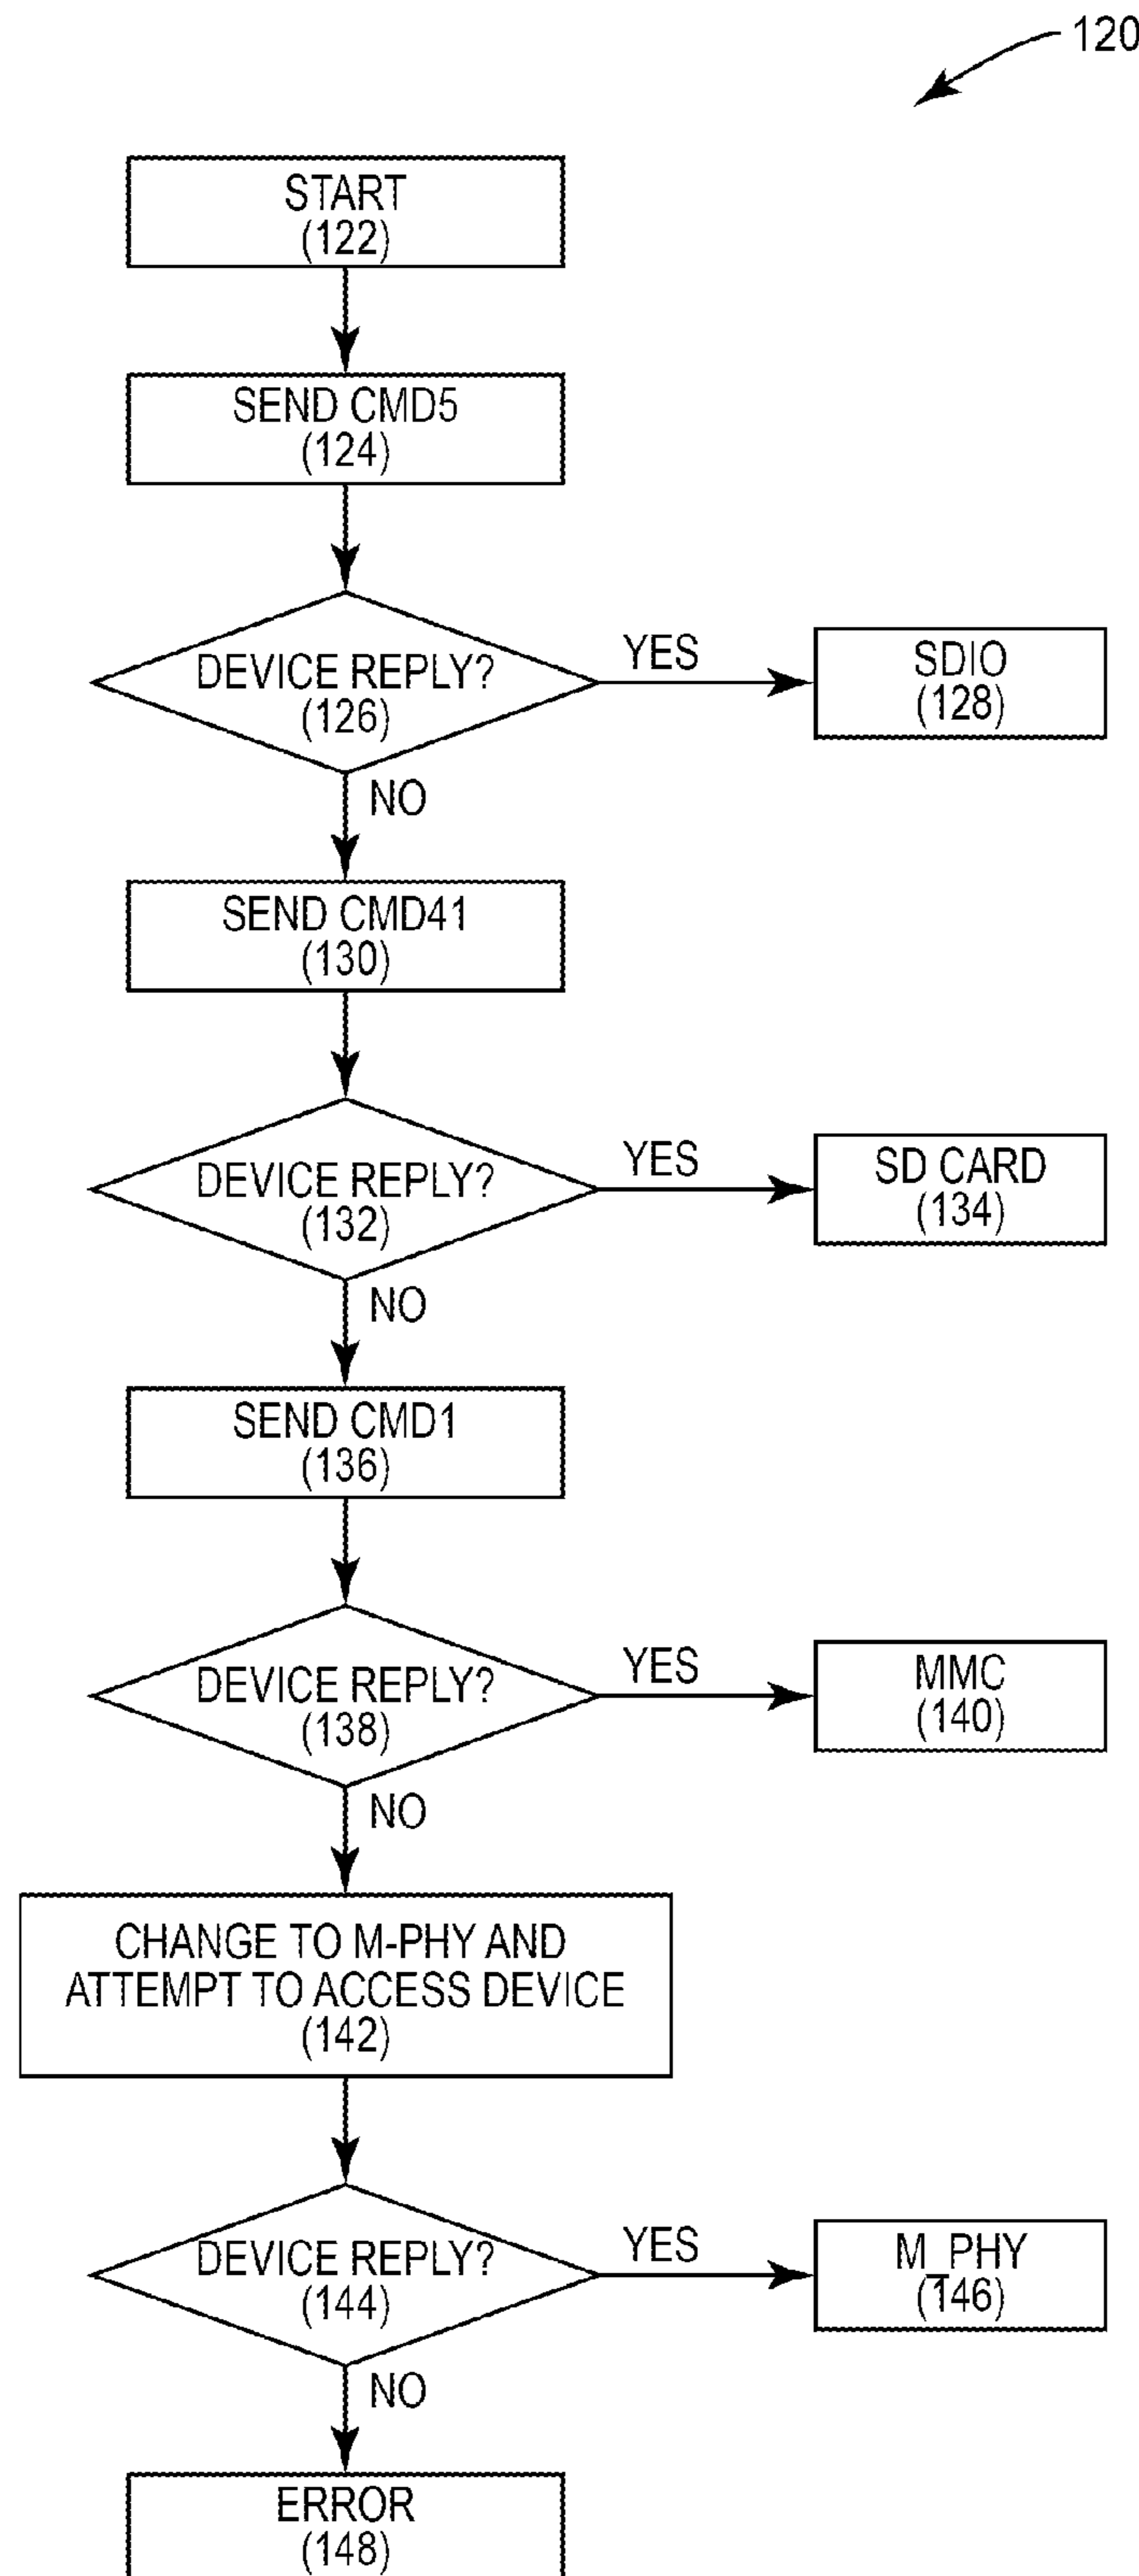 120
START
(122)
SEND CMD5
(124)
DEVICE REPLY?
(126)
YES
SDIO
(128)
NO
SEND CMD41
(130)
DEVICE REPLY?
(132)
YES
SD CARD
(134)
NO
SEND CMD1
(136)
DEVICE REPLY?
(138)
YES
MMC
(140)
NO
CHANGE TO M-PHY AND
ATTEMPT TO ACCESS DEVICE
(142)
DEVICE REPLY?
(144)
YES
M_PHY
(146)
NO
ERROR
(148)